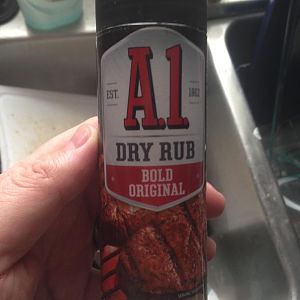 A.1.
EST. 1862
DRY RUB
BOLD
ORIGINAL